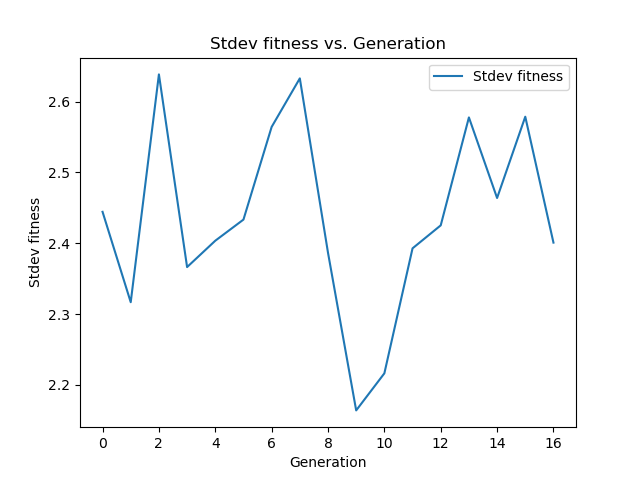 Stdev fitness vs. Generation
Stdev fitness
2.6
2.5
2.4
2.3
2.2
Stdev fitness
0 2 4 6 8 10 12 14 16
Generation